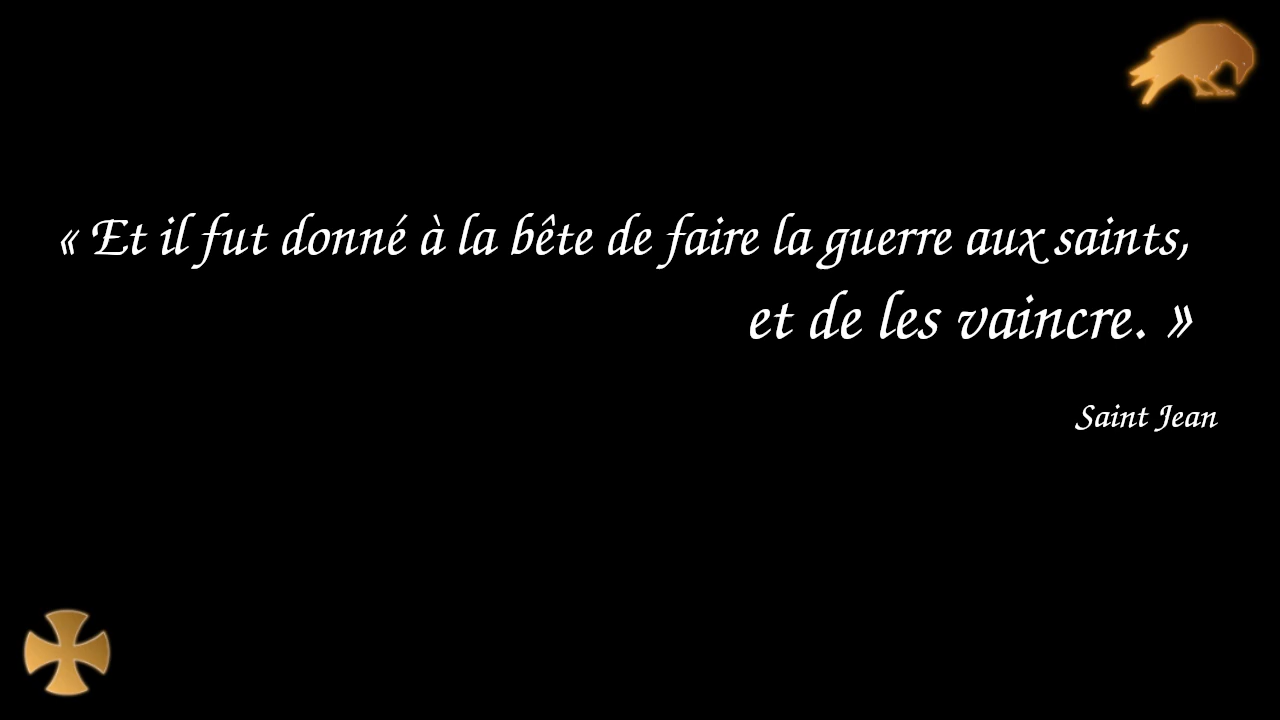 « Et il fut donné à la bête de faire la guerre aux saints,
et de les vaincre. »
Saint Jean